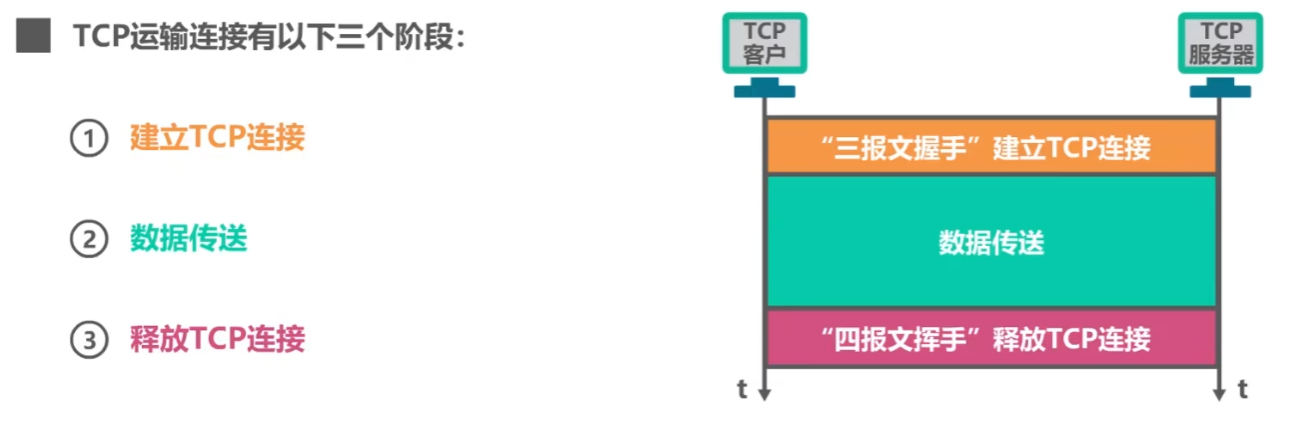 TCP运输连接有以下三个阶段：
① 建立TCP连接
② 数据传送
③ 释放TCP连接
TCP
客户
TCP
服务器
“三报文握手”建立TCP连接
数据传送
“四报文挥手”释放TCP连接
t
t